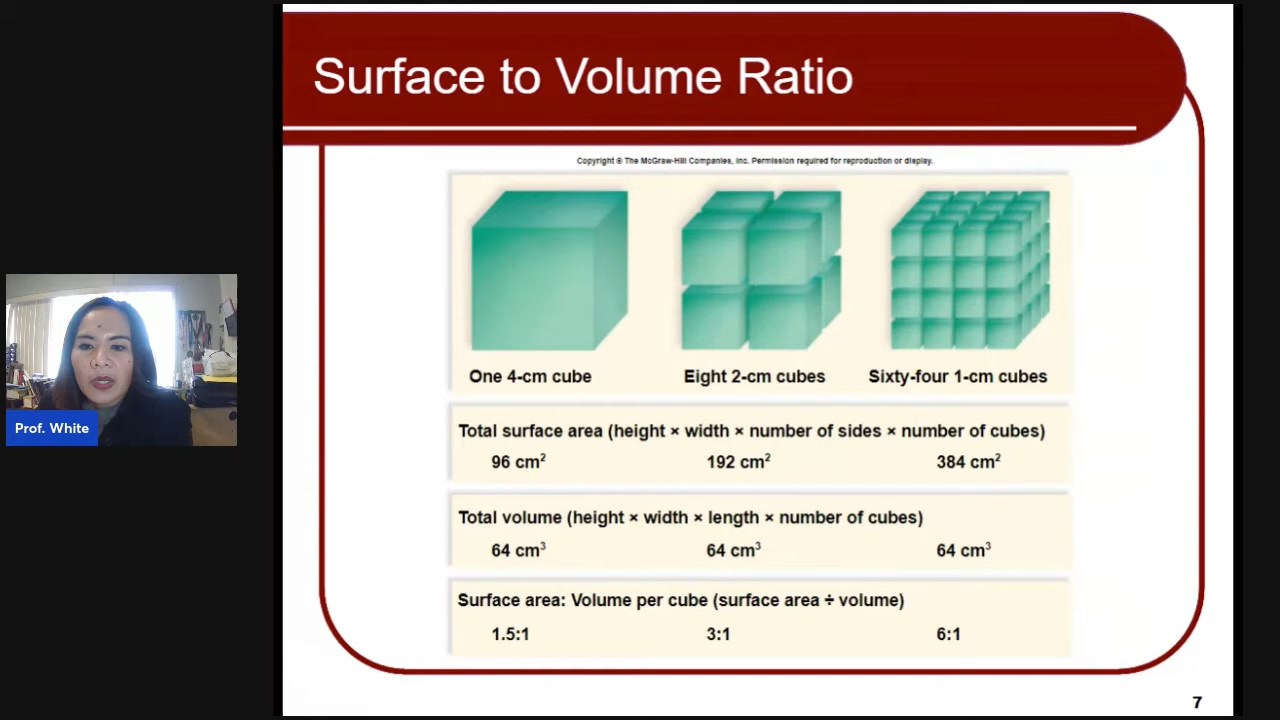 Surface to Volume Ratio
Copyright © The McGraw-Hill Companies, Inc. Permission required for reproduction or display.
One 4-cm cube
Eight 2-cm cubes
Sixty-four 1-cm cubes
Total surface area (height × width × number of sides × number of cubes)
96 cm²
192 cm²
384 cm²
Total volume (height × width × length × number of cubes)
64 cm³
64 cm³
64 cm³
Surface area: Volume per cube (surface area ÷ volume)
1.5:1
3:1
6:1
Prof. White
7